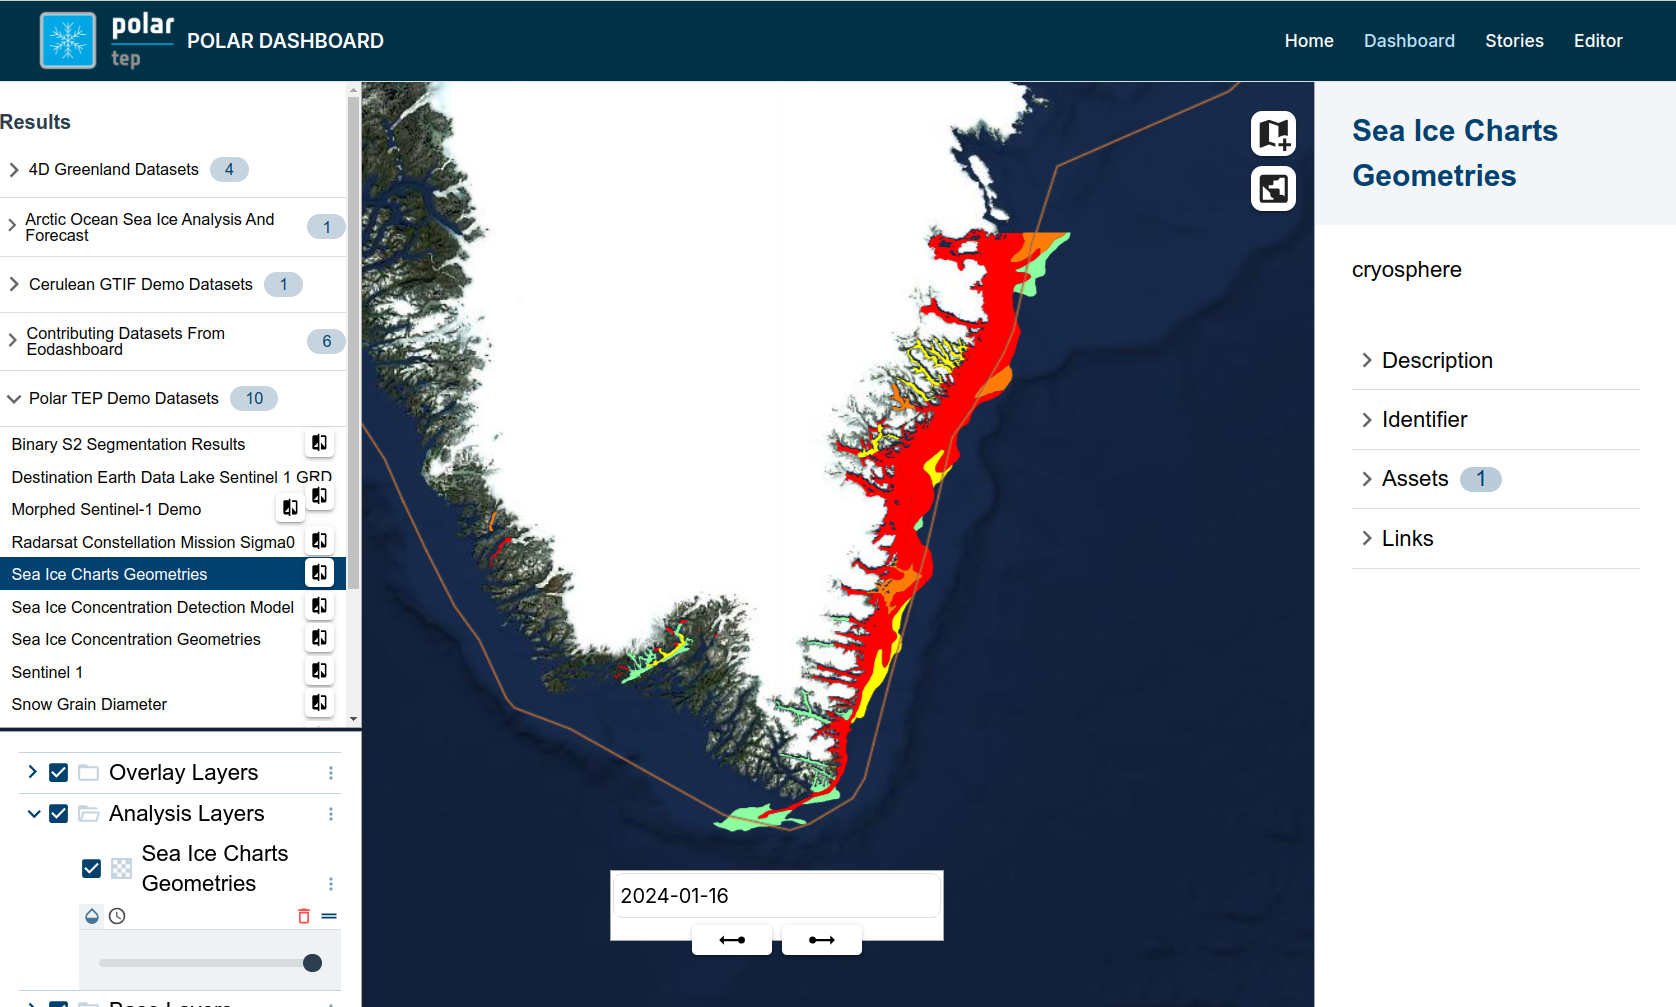 polar
tep
POLAR DASHBOARD
Home
Dashboard
Stories
Editor
Results
4D Greenland Datasets
4
Arctic Ocean Sea Ice Analysis And
Forecast
1
Cerulean GTIF Demo Datasets
1
Contributing Datasets From
Eodashboard
6
Polar TEP Demo Datasets
10
Binary S2 Segmentation Results
Destination Earth Data Lake Sentinel 1 GRD
Morphed Sentinel-1 Demo
Radarsat Constellation Mission Sigma0
Sea Ice Charts Geometries
Sea Ice Concentration Detection Model
Sea Ice Concentration Geometries
Sentinel 1
Snow Grain Diameter
Overlay Layers
Analysis Layers
Sea Ice Charts
Geometries
Base Layers
2024-01-16
Sea Ice Charts
Geometries
cryosphere
Description
Identifier
Assets
1
Links